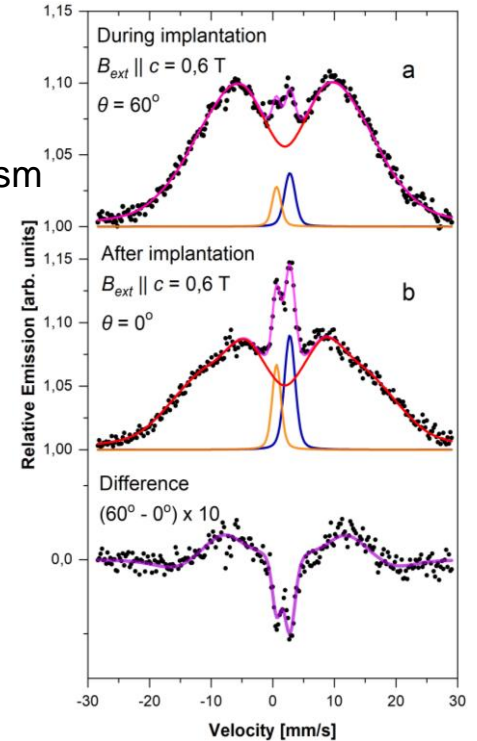 1,15
During implantation
B_ext || c = 0,6 T
θ = 60°
a
1,10
sm
1,05
1,00
After implantation
1,15
B_ext || c = 0,6 T
θ = 0°
b
1,10
1,05
1,00
Difference
(60° - 0°) x 10
0,0
Relative Emission [arb. units]
-30 -20 -10 0 10 20 30
Velocity [mm/s]